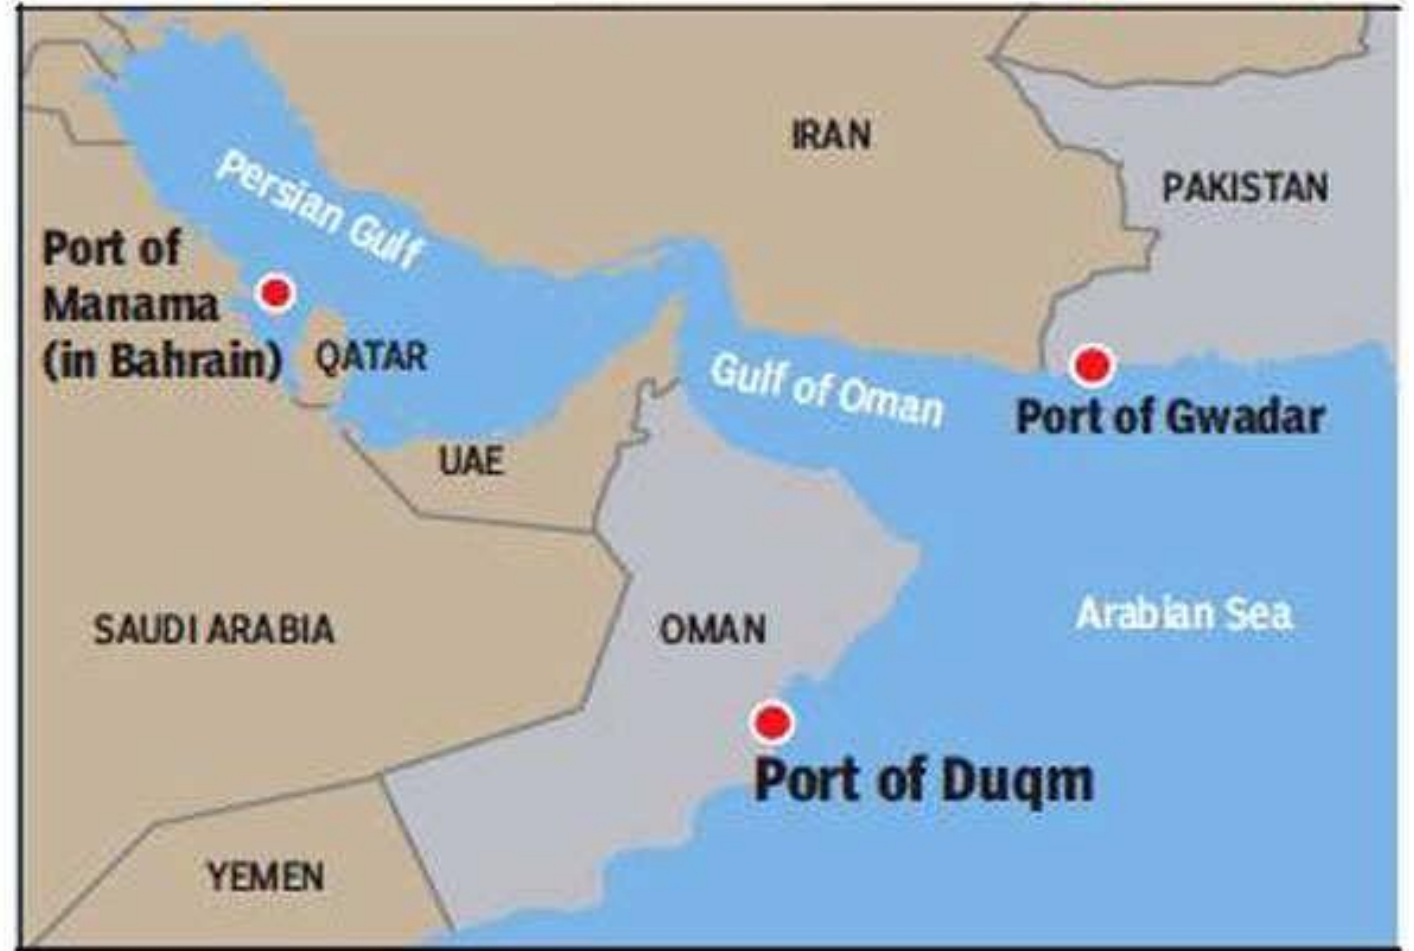 IRAN
PAKISTAN
Persian Gulf
Port of
Manama
(in Bahrain)
QATAR
Gulf of Oman
Port of Gwadar
UAE
SAUDI ARABIA
OMAN
Arabian Sea
Port of Duqm
YEMEN